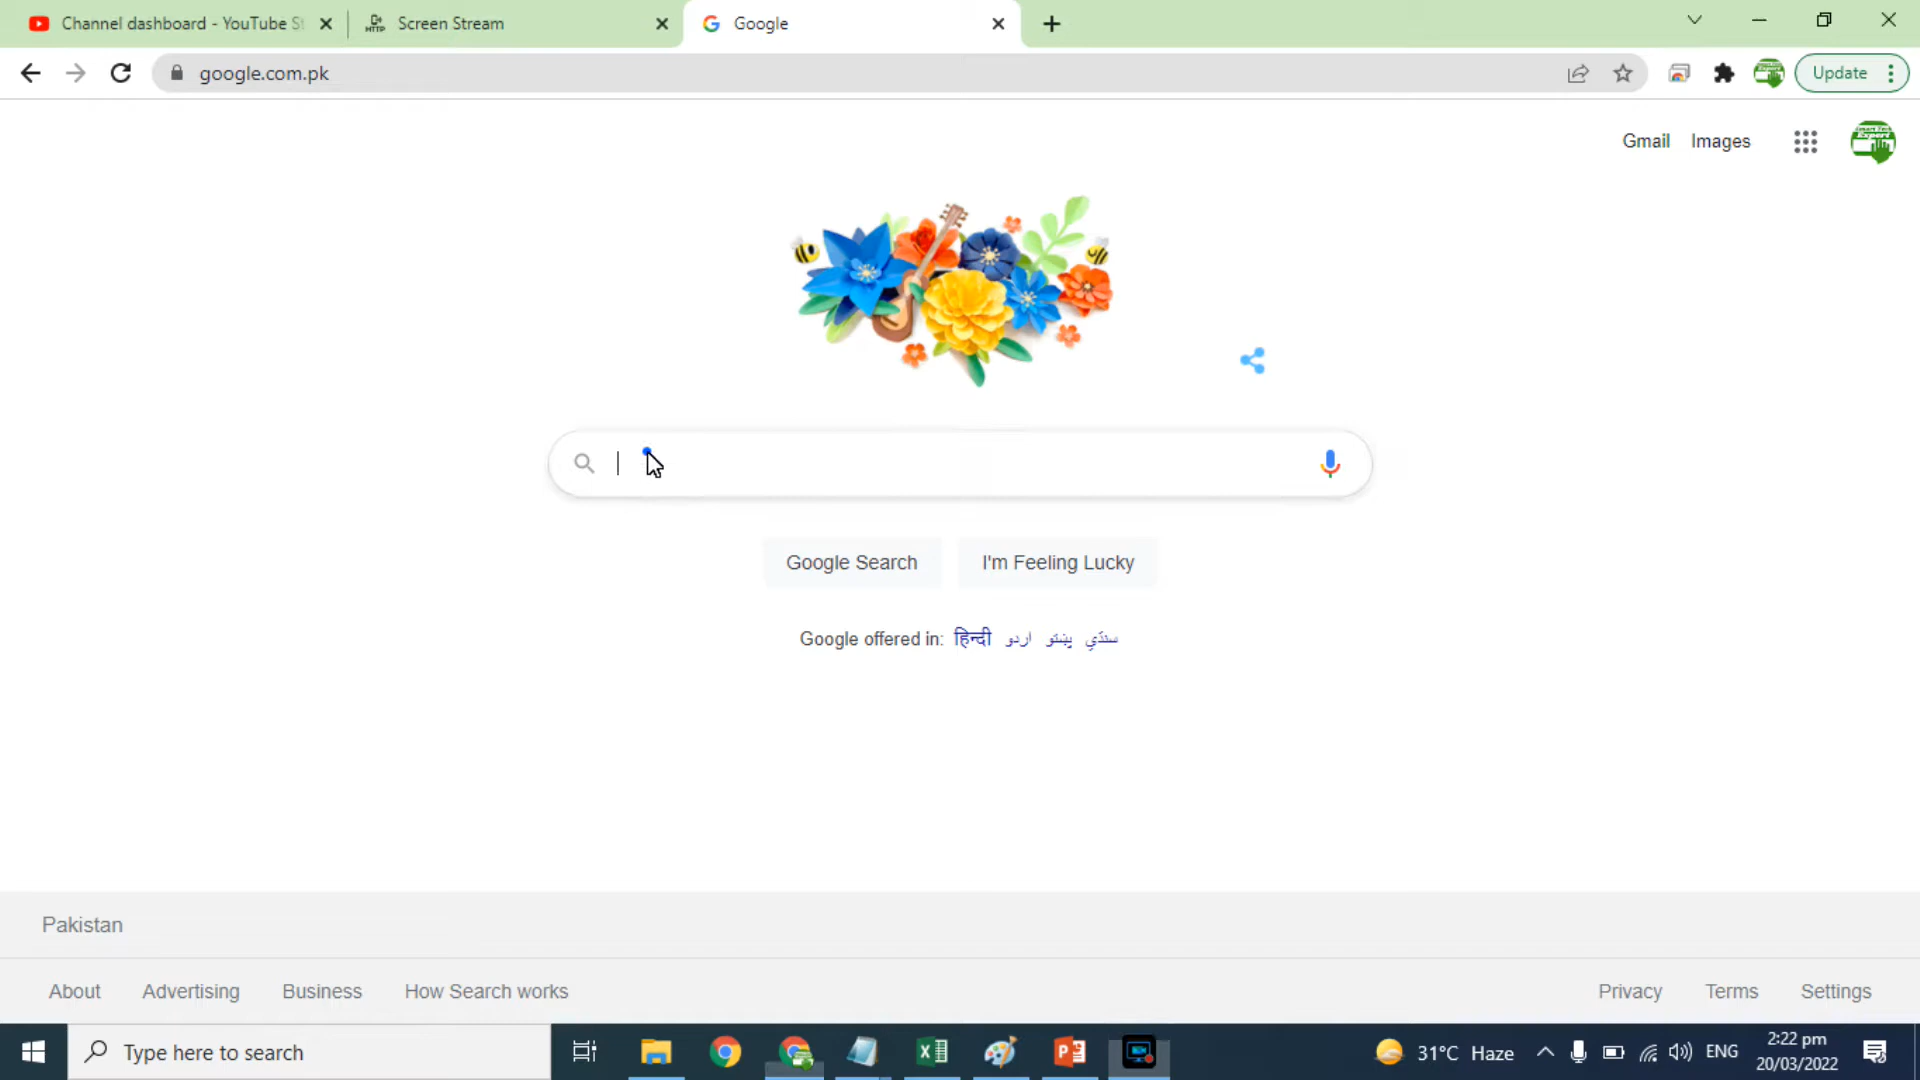 Channel dashboard - YouTube St
Screen Stream
Google
google.com.pk
Update
Gmail
Images
Google Search
I'm Feeling Lucky
Google offered in: हिन्दी اردو پښتو سنڌي
Pakistan
About
Advertising
Business
How Search works
Privacy
Terms
Settings
Type here to search
31°C Haze
ENG
2:22 pm
20/03/2022